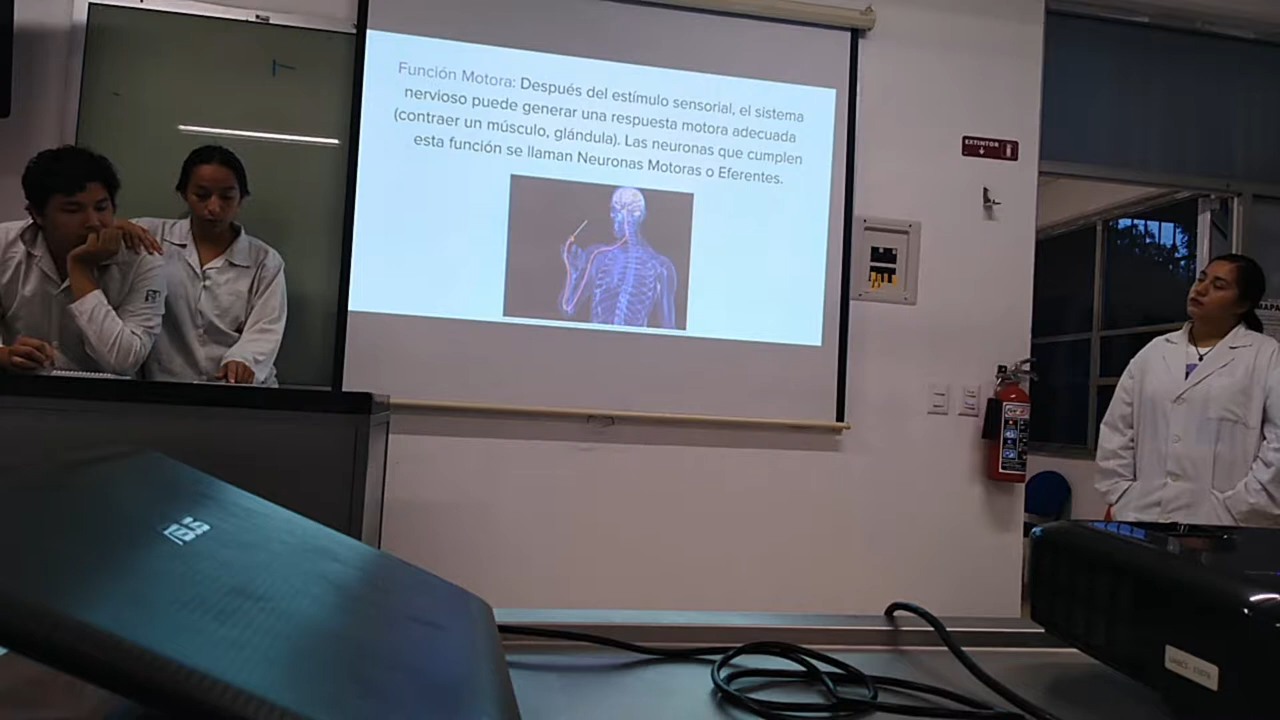 Función Motora: Después del estímulo sensorial, el sistema
nervioso puede generar una respuesta motora adecuada
(contraer un músculo, glándula). Las neuronas que cumplen
esta función se llaman Neuronas Motoras o Eferentes.
EXTINTOR